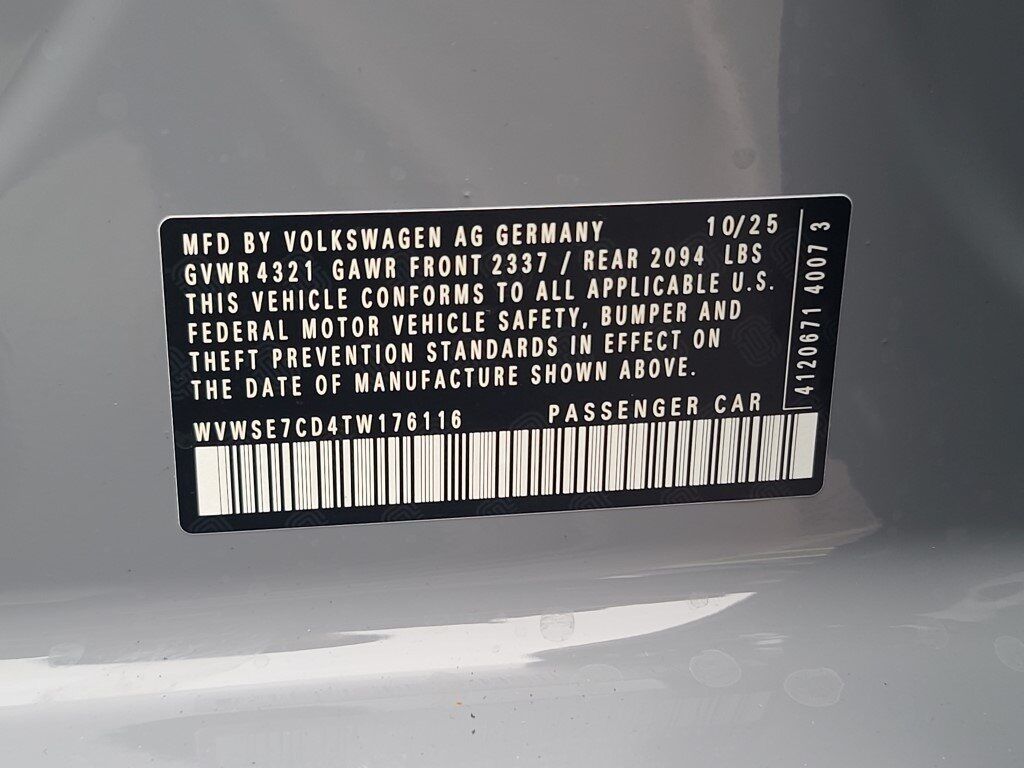 MFD BY VOLKSWAGEN AG GERMANY 10/25
GVWR 4321 GAWR FRONT 2337 / REAR 2094 LBS
THIS VEHICLE CONFORMS TO ALL APPLICABLE U.S.
FEDERAL MOTOR VEHICLE SAFETY, BUMPER AND
THEFT PREVENTION STANDARDS IN EFFECT ON
THE DATE OF MANUFACTURE SHOWN ABOVE.
WVWSE7CD4TW176116 PASSENGER CAR
4120671 4007 3